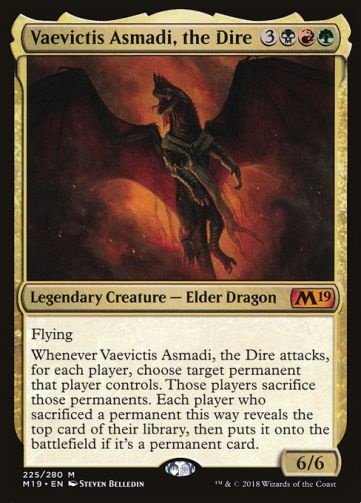 Vaevictis Asmadi, the Dire 3
Legendary Creature — Elder Dragon M19
Flying
Whenever Vaevictis Asmadi, the Dire attacks,
for each player, choose target permanent
that player controls. Those players sacrifice
those permanents. Each player who
sacrificed a permanent this way reveals the
top card of their library, then puts it onto the
battlefield if it's a permanent card.
6/6
225/280 M
M19 • EN Steven Belledin ™ & © 2018 Wizards of the Coast